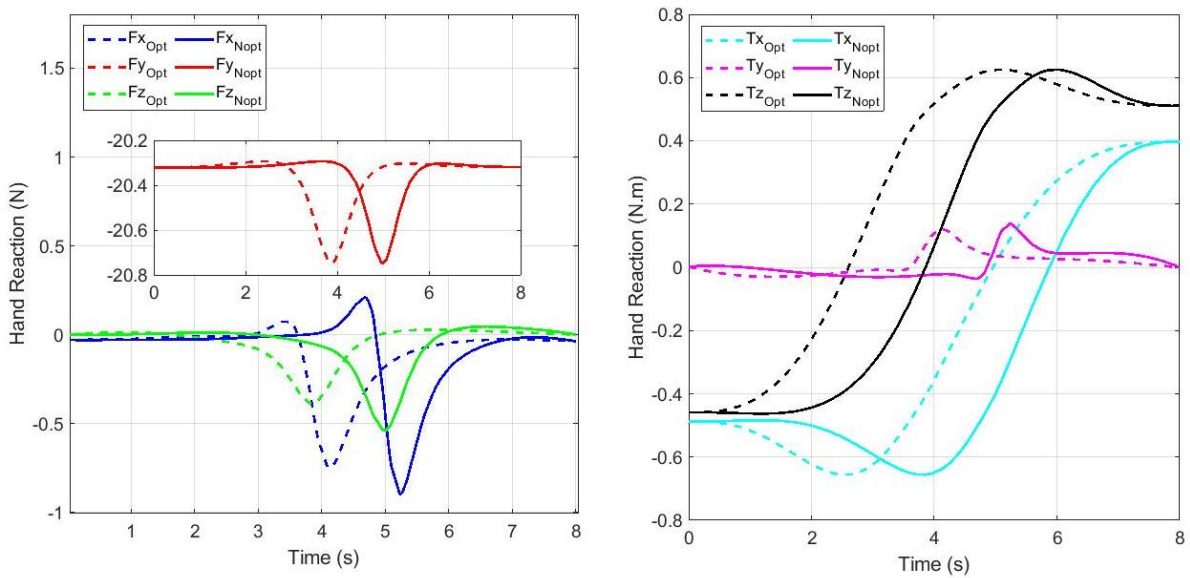 Hand Reaction (N)
1.5
1
0.5
0
-0.5
-1
Fx_Opt Fx_Nopt
Fy_Opt Fy_Nopt
Fz_Opt Fz_Nopt
-20.2
-20.4
-20.6
-20.8
0 2 4 6 8
1 2 3 4 5 6 7 8
Time (s)
Hand Reaction (N.m)
0.8
0.6
0.4
0.2
0
-0.2
-0.4
-0.6
-0.8
Tx_Opt Tx_Nopt
Ty_Opt Ty_Nopt
Tz_Opt Tz_Nopt
0 2 4 6 8
Time (s)